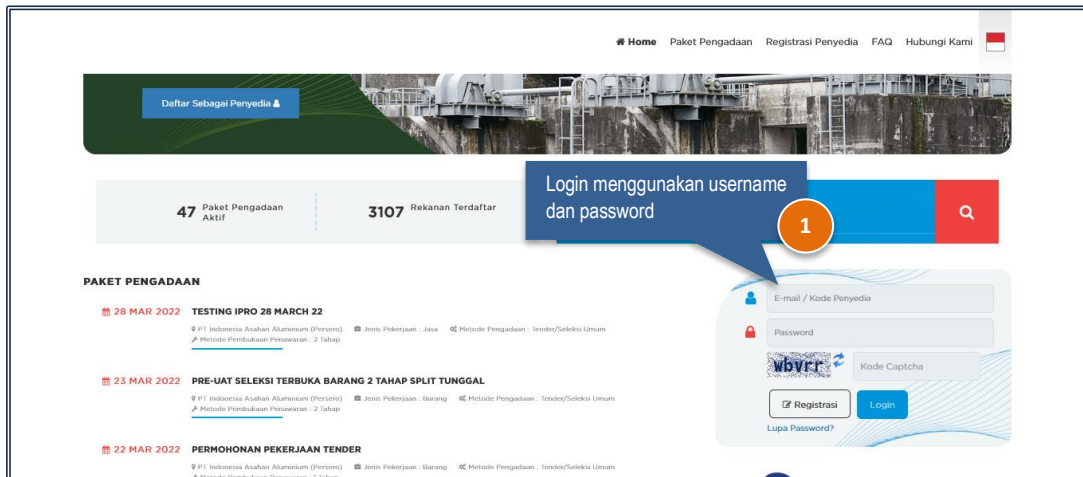 Home Paket Pengadaan Registrasi Penyedia FAQ Hubungi Kami
Daftar Sebagai Penyedia
47 Paket Pengadaan Aktif
3107 Rekanan Terdaftar
Login menggunakan username
dan password
1
PAKET PENGADAAN
28 MAR 2022 TESTING IPRO 28 MARCH 22
PT Indonesia Asahan Aluminium (Persero) Jenis Pekerjaan : Jasa Metode Pengadaan : Tender/Seleksi Umum
Metode Pembukaan Penawaran : 2 Tahap
23 MAR 2022 PRE-UAT SELEKSI TERBUKA BARANG 2 TAHAP SPLIT TUNGGAL
PT Indonesia Asahan Aluminium (Persero) Jenis Pekerjaan : Barang Metode Pengadaan : Tender/Seleksi Umum
Metode Pembukaan Penawaran : 2 Tahap
22 MAR 2022 PERMOHONAN PEKERJAAN TENDER
PT Indonesia Asahan Aluminium (Persero) Jenis Pekerjaan : Barang Metode Pengadaan : Tender/Seleksi Umum
Metode Pembukaan Penawaran : 1 Tahap
E-mail / Kode Penyedia
Password
wbvrr Kode Captcha
Registrasi Login
Lupa Password?